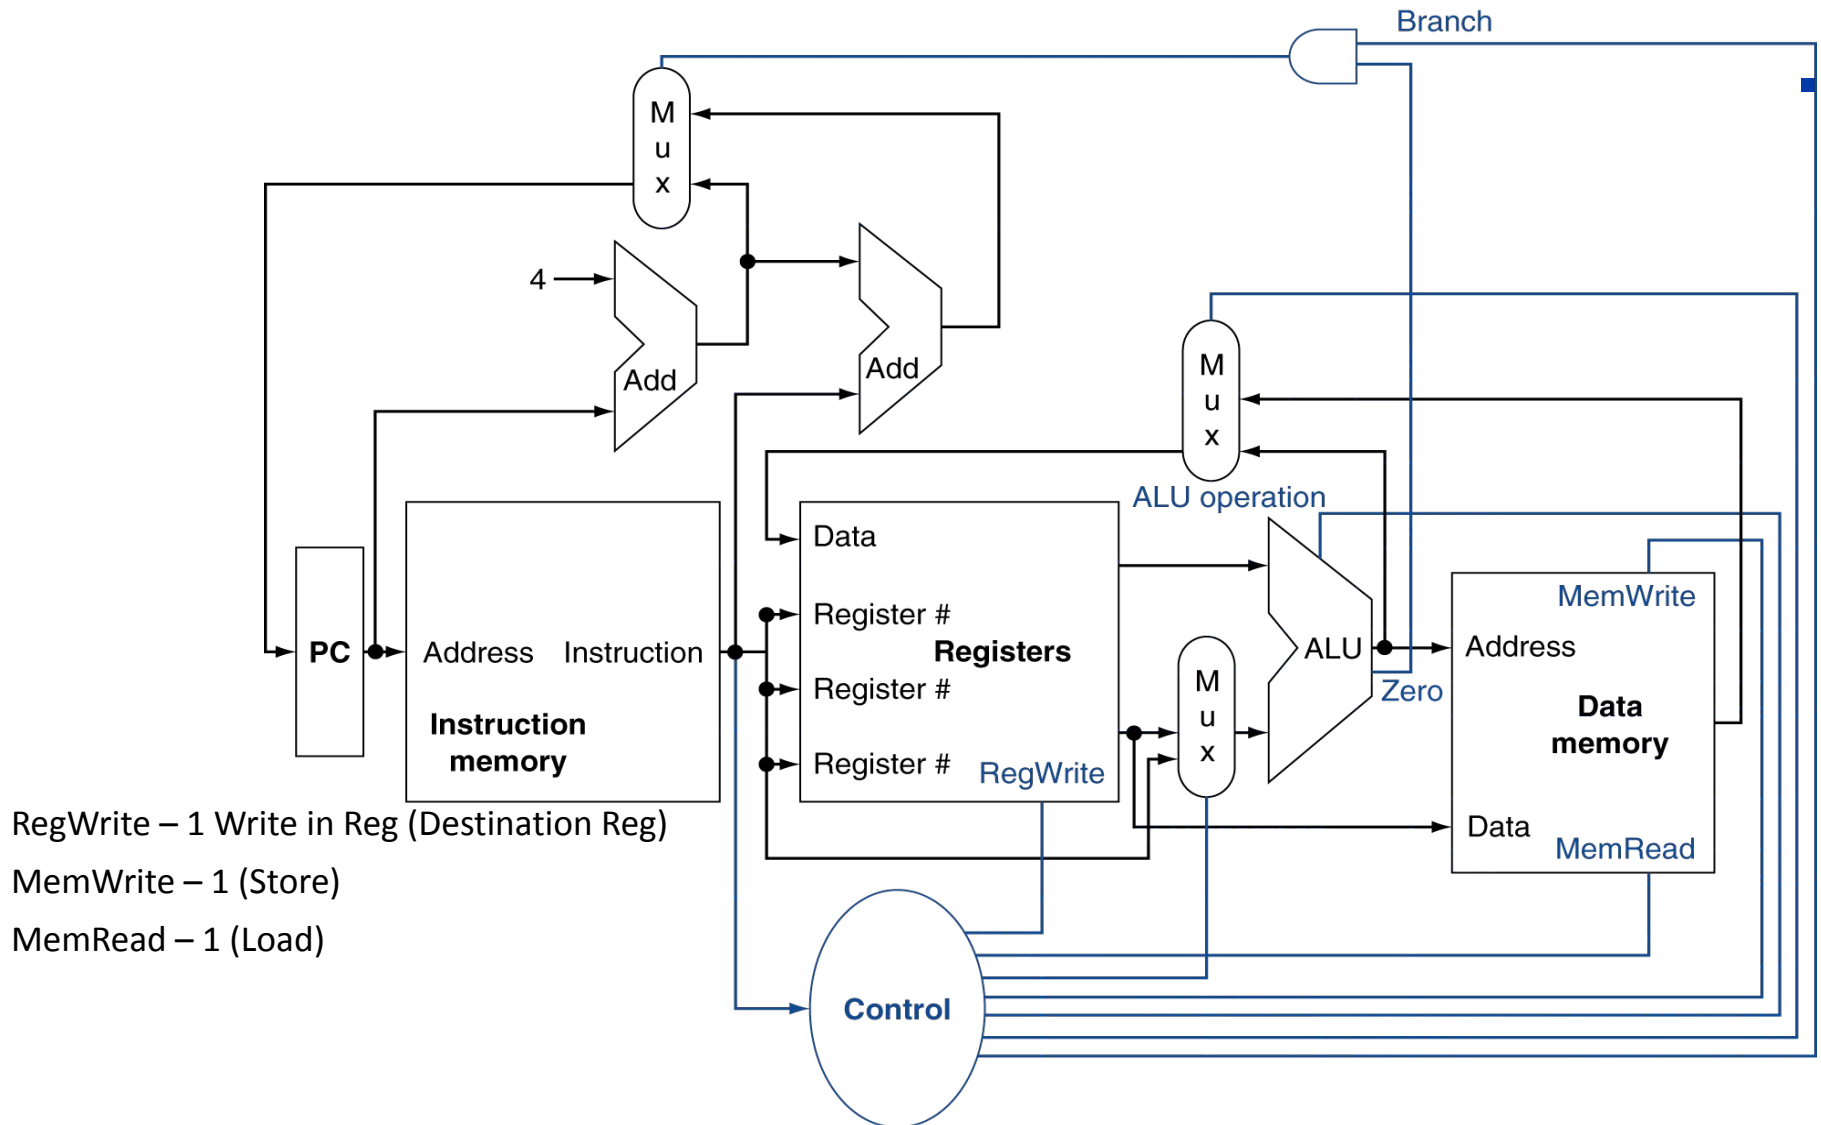 Branch
M
u
x
4
Add
Add
M
u
x
ALU operation
Data
Register #
Register #
Register #
Registers
RegWrite
PC
Address
Instruction
Instruction
memory
M
u
x
ALU
Zero
MemWrite
Address
Data
memory
Data
MemRead
RegWrite – 1 Write in Reg (Destination Reg)
MemWrite – 1 (Store)
MemRead – 1 (Load)
Control